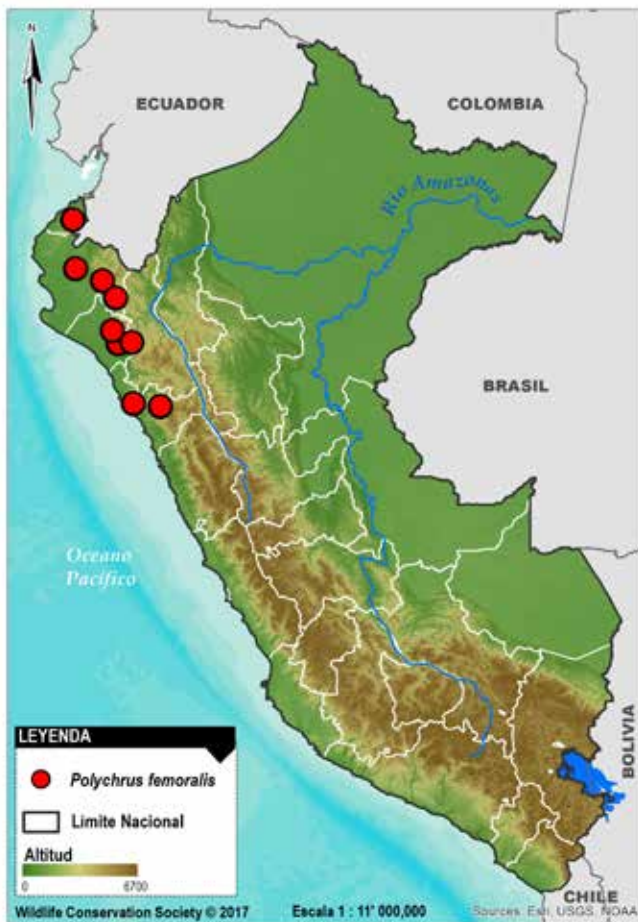 N
ECUADOR
COLOMBIA
Río Amazonas
BRASIL
Oceano
Pacífico
BOLIVIA
LEYENDA
Polychrus femoralis
Limite Nacional
Altitud
0 6700
CHILE
Wildlife Conservation Society © 2017 Escala 1 : 11' 000,000 Sources: Esri, USGS, NOAA